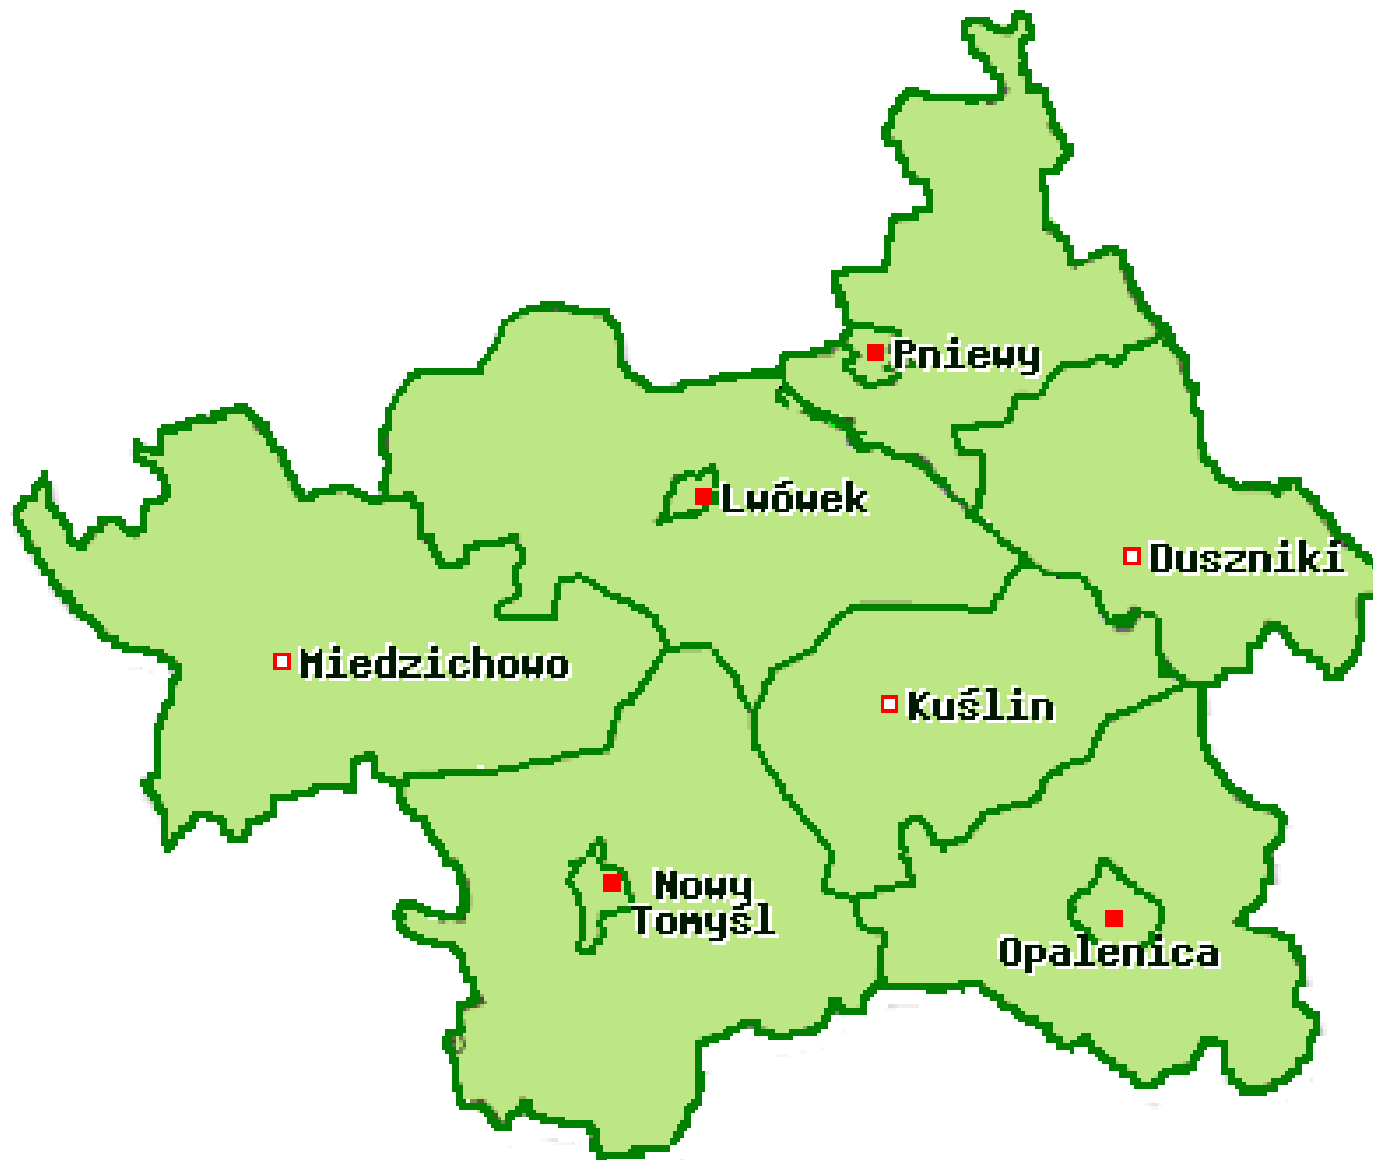 Pniewy
Lwówek
Duszniki
Miedzichowo
Kuślin
Nowy
Tomyśl
Opalenica